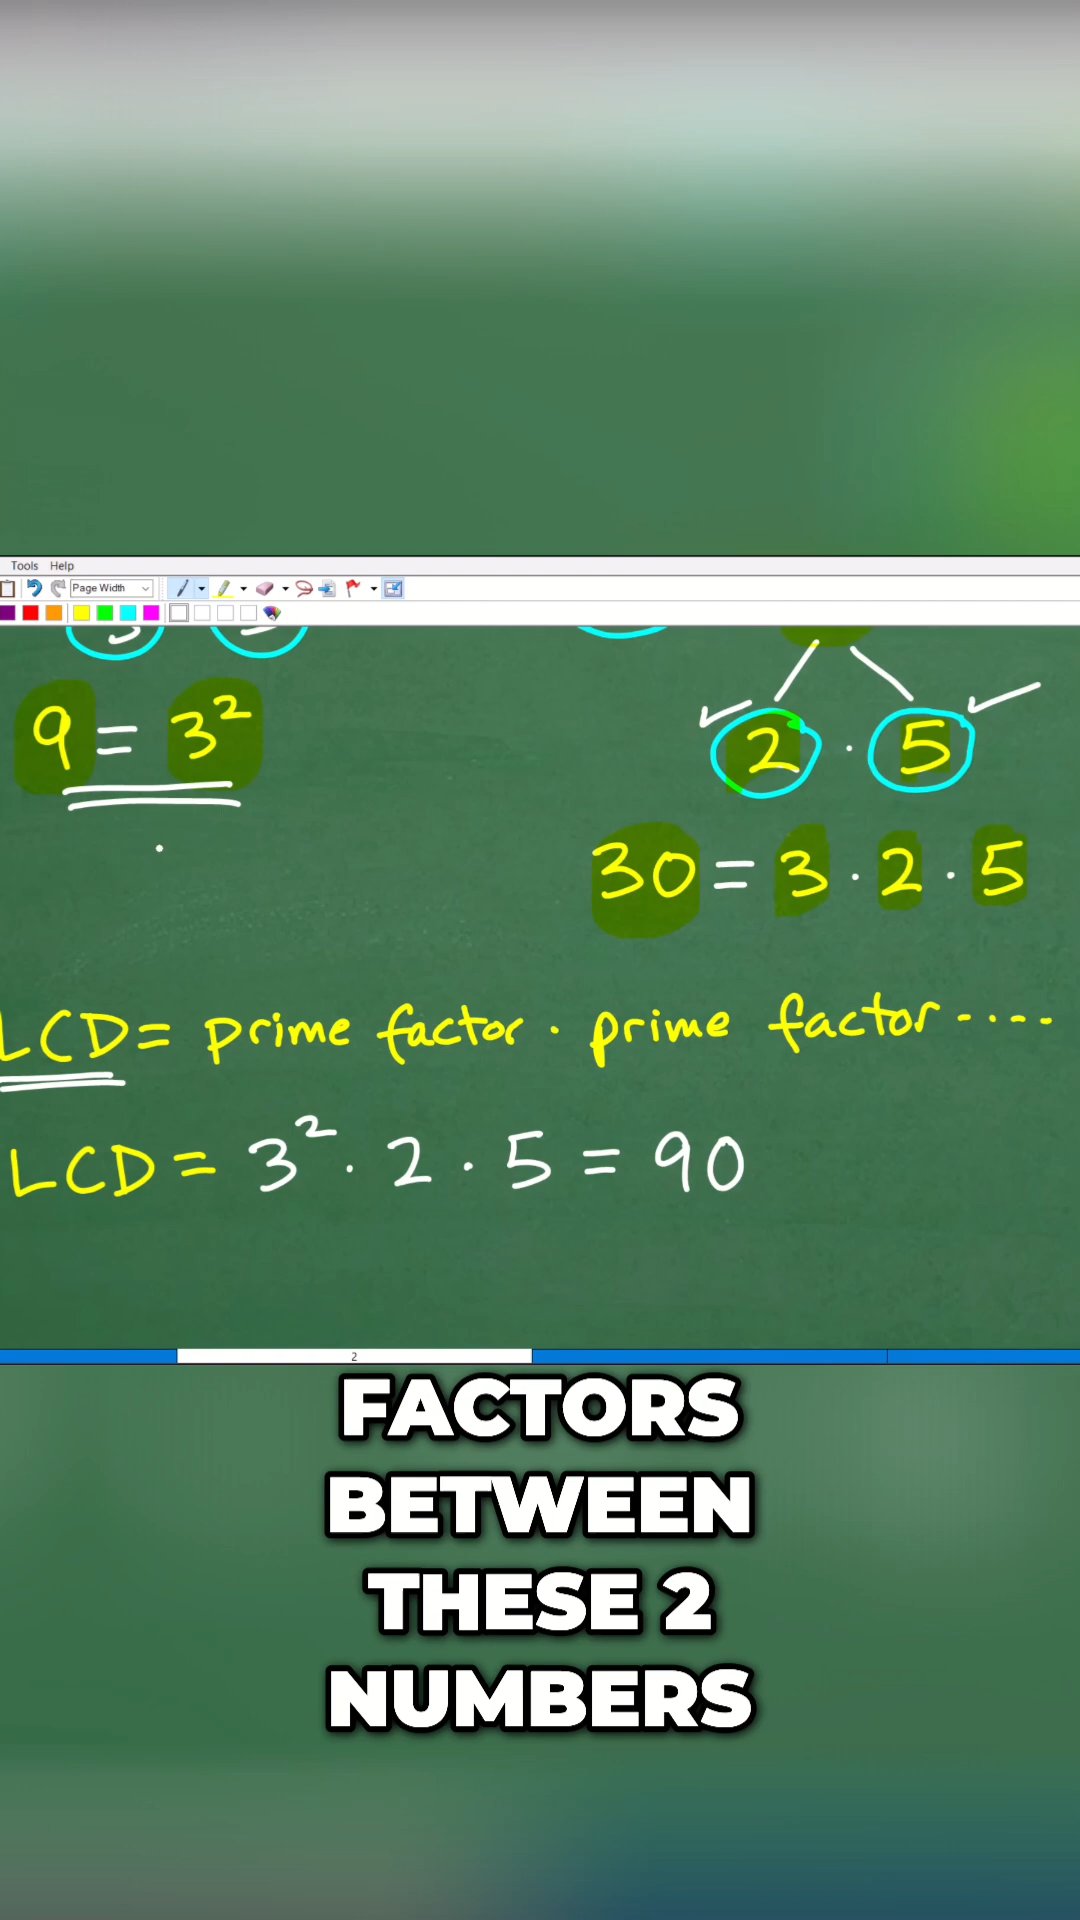 Tools Help
Page Width
9 = 3²
2 · 5
30 = 3 · 2 · 5
LCD = prime factor · prime factor ----
LCD = 3² · 2 · 5 = 90
2
FACTORS
BETWEEN
THESE 2
NUMBERS